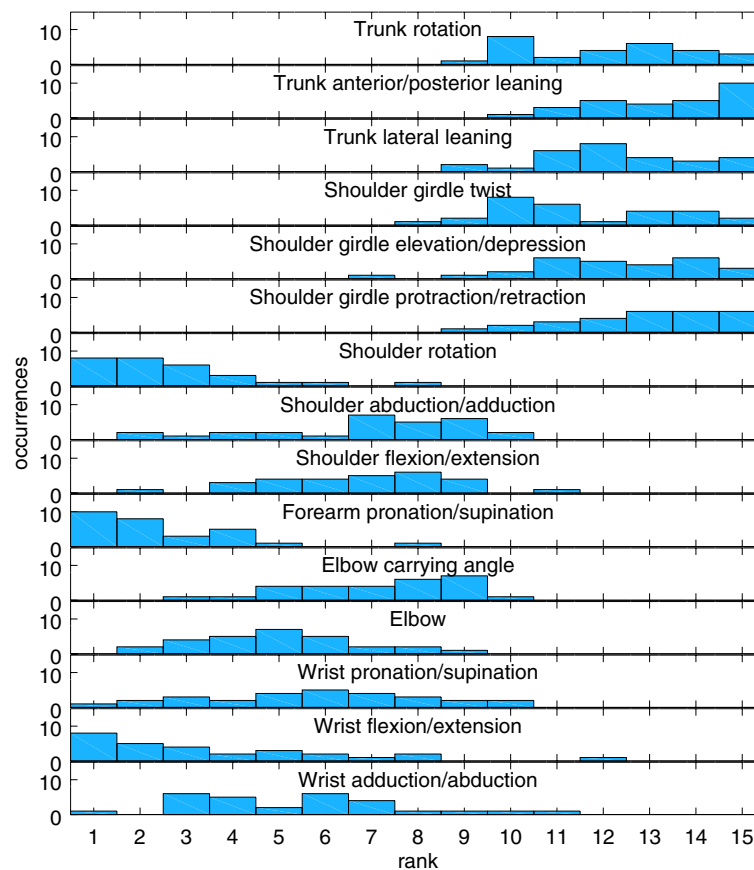 10
0
Trunk rotation
10
0
Trunk anterior/posterior leaning
10
0
Trunk lateral leaning
10
0
Shoulder girdle twist
10
0
Shoulder girdle elevation/depression
10
0
Shoulder girdle protraction/retraction
10
0
Shoulder rotation
10
0
Shoulder abduction/adduction
10
0
Shoulder flexion/extension
10
0
Forearm pronation/supination
10
0
Elbow carrying angle
10
0
Elbow
10
0
Wrist pronation/supination
10
0
Wrist flexion/extension
10
0
Wrist adduction/abduction
occurrences
1 2 3 4 5 6 7 8 9 10 11 12 13 14 15
rank